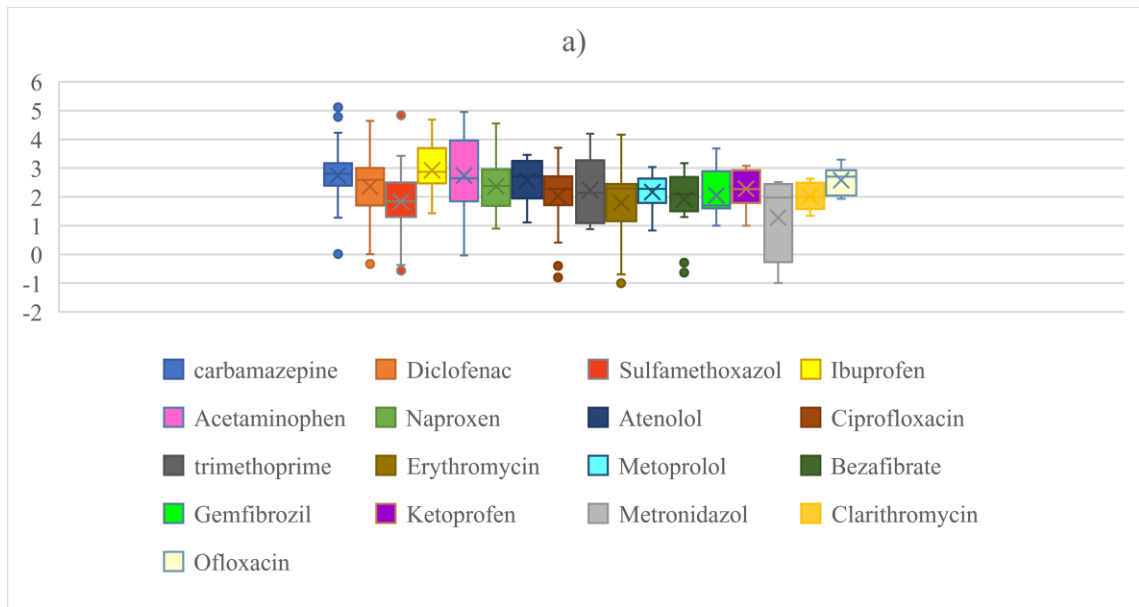 a)
6
5
4
3
2
1
0
-1
-2
carbamazepine Diclofenac Sulfamethoxazol Ibuprofen
Acetaminophen Naproxen Atenolol Ciprofloxacin
trimethoprime Erythromycin Metoprolol Bezafibrate
Gemfibrozil Ketoprofen Metronidazol Clarithromycin
Ofloxacin